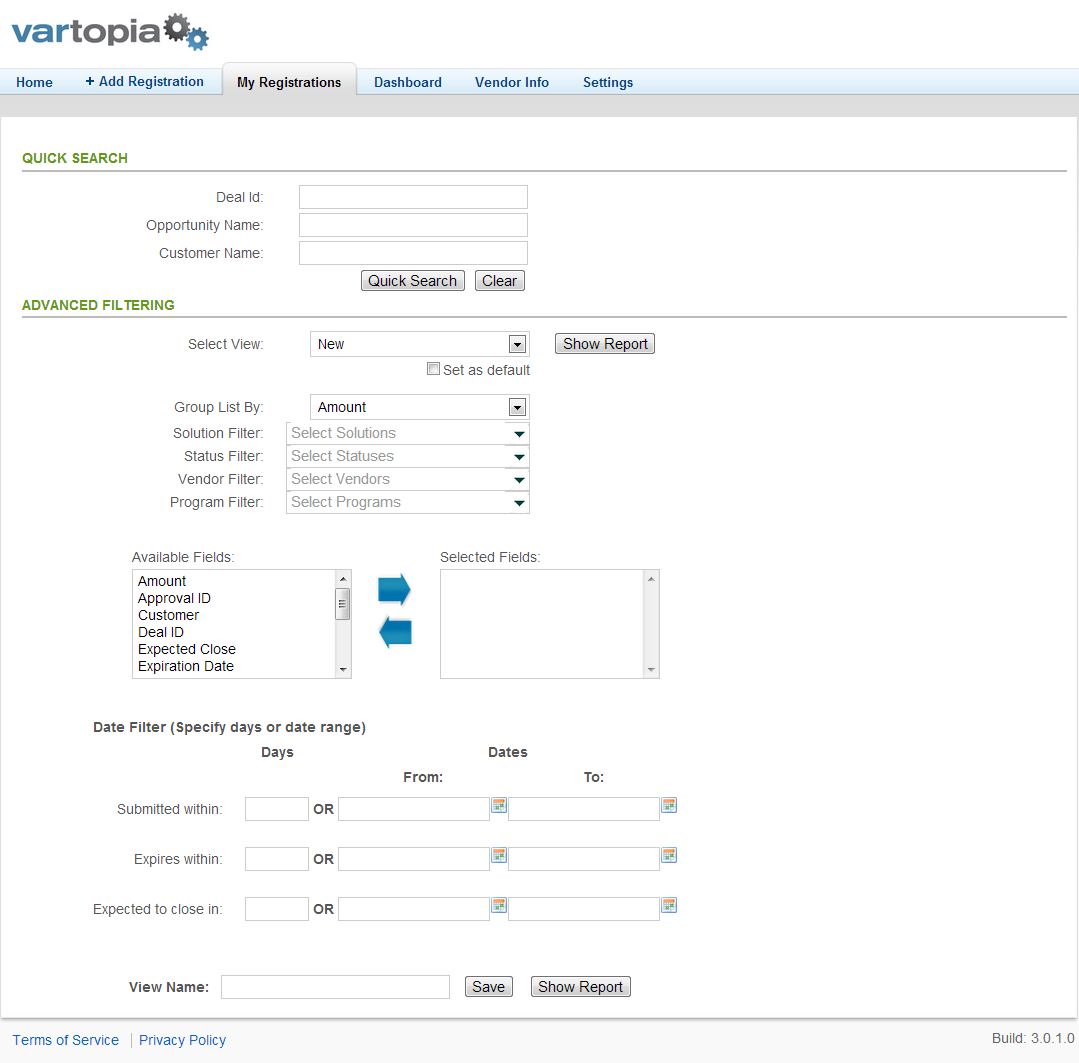 vartopia
Home + Add Registration My Registrations Dashboard Vendor Info Settings
QUICK SEARCH
Deal Id:
Opportunity Name:
Customer Name:
Quick Search Clear
ADVANCED FILTERING
Select View: New Show Report
Set as default
Group List By: Amount
Solution Filter: Select Solutions
Status Filter: Select Statuses
Vendor Filter: Select Vendors
Program Filter: Select Programs
Available Fields: Selected Fields:
Amount
Approval ID
Customer
Deal ID
Expected Close
Expiration Date
Date Filter (Specify days or date range)
Days Dates
From: To:
Submitted within: OR
Expires within: OR
Expected to close in: OR
View Name: Save Show Report
Terms of Service Privacy Policy Build: 3.0.1.0